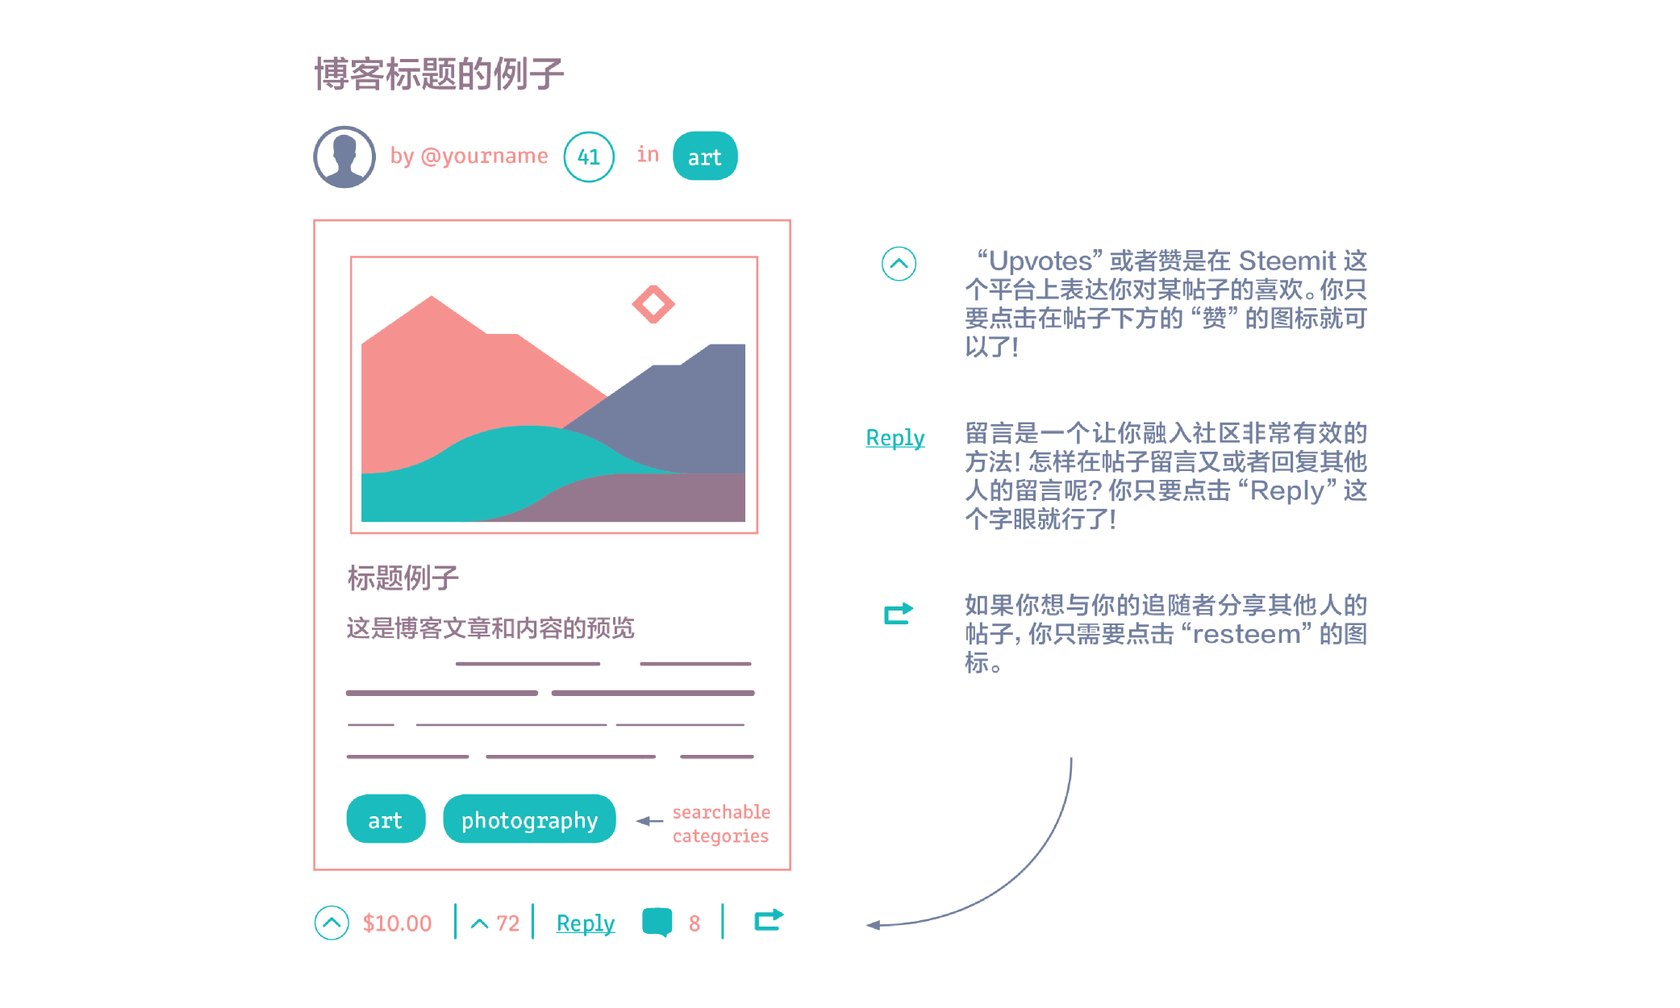 博客标题的例子
by @yourname 41 in art
“Upvotes” 或者赞是在 Steemit 这
个平台上表达你对某帖子的喜欢。你只
要点击在帖子下方的 “赞” 的图标就可
以了!
Reply
留言是一个让你融入社区非常有效的
方法! 怎样在帖子留言又或者回复其他
人的留言呢? 你只要点击 “Reply” 这
个字眼就行了!
如果你想与你的追随者分享其他人的
帖子, 你只需要点击 “resteem” 的图
标。
标题例子
这是博客文章和内容的预览
art photography
searchable
categories
$10.00 72 Reply 8